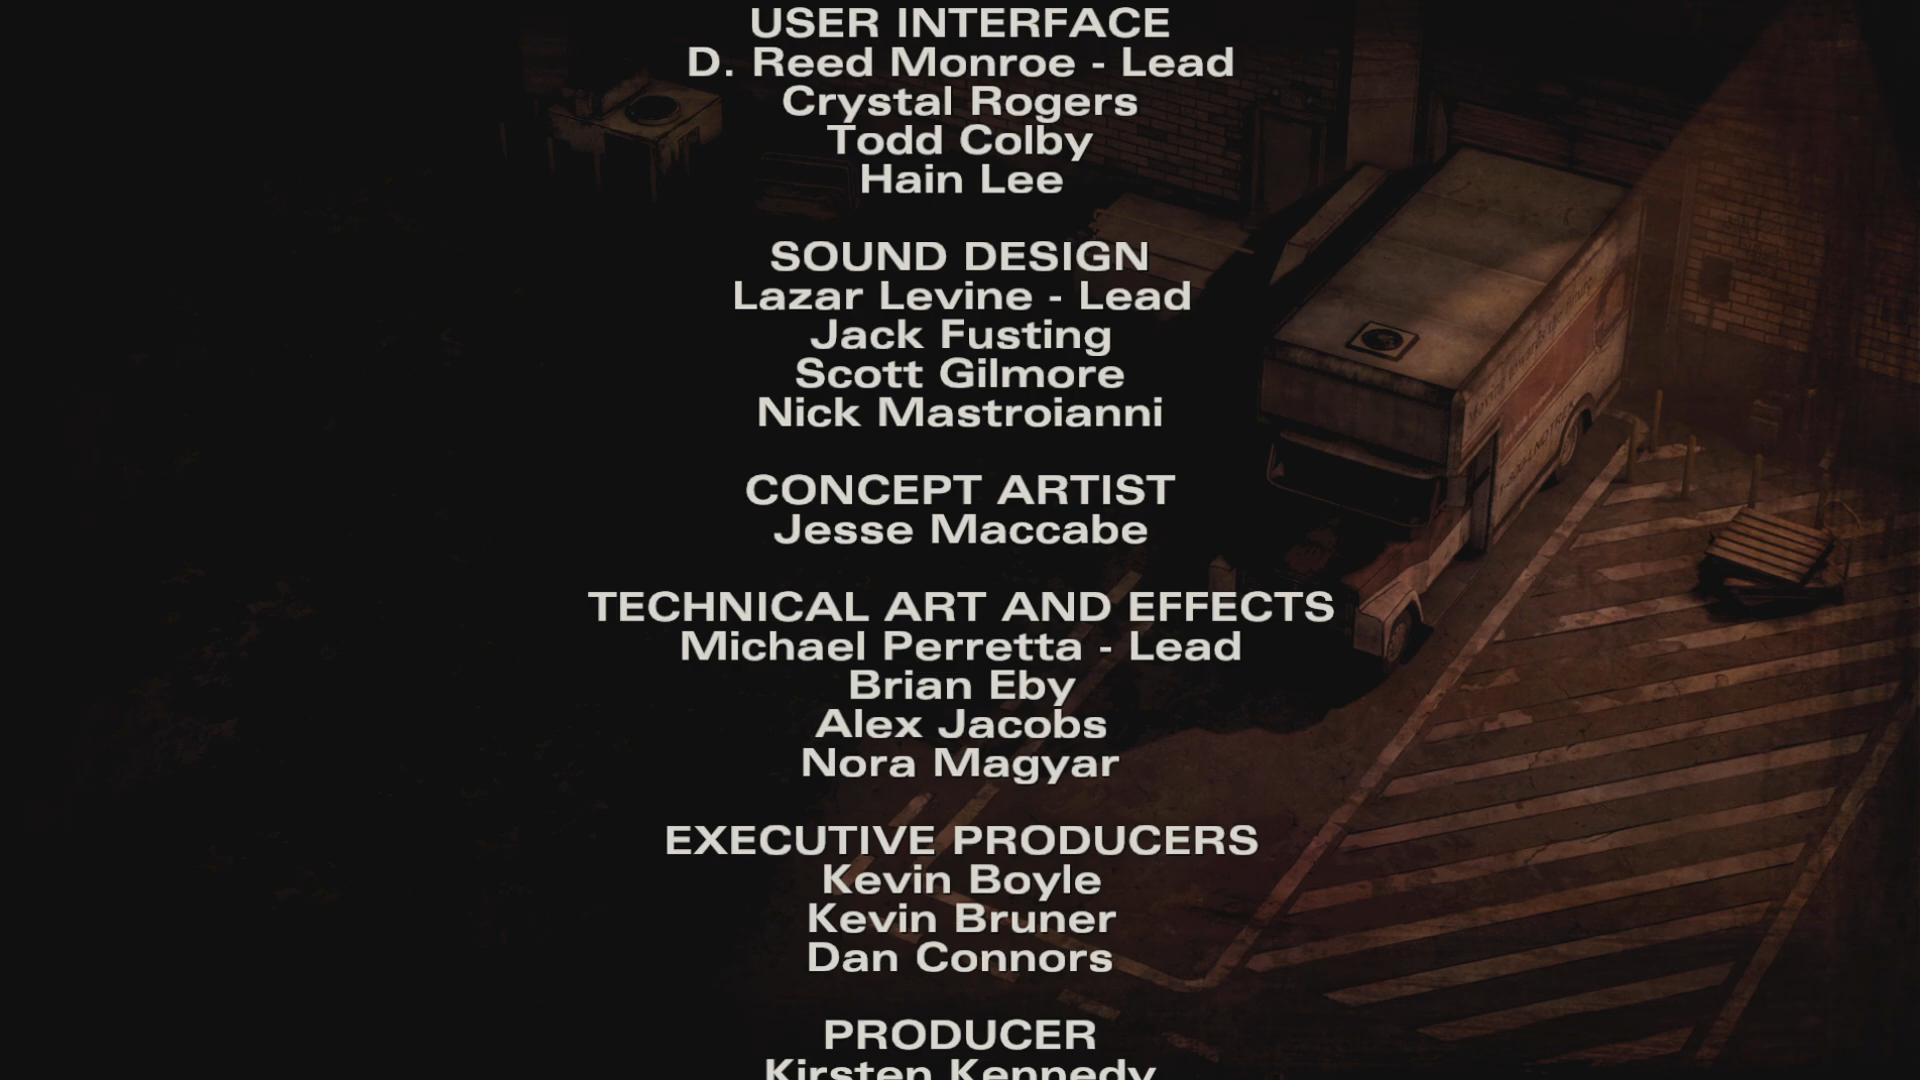 USER INTERFACE
D. Reed Monroe - Lead
Crystal Rogers
Todd Colby
Hain Lee
SOUND DESIGN
Lazar Levine - Lead
Jack Fusting
Scott Gilmore
Nick Mastroianni
CONCEPT ARTIST
Jesse Maccabe
TECHNICAL ART AND EFFECTS
Michael Perretta - Lead
Brian Eby
Alex Jacobs
Nora Magyar
EXECUTIVE PRODUCERS
Kevin Boyle
Kevin Bruner
Dan Connors
PRODUCER
Kirsten Kennedy